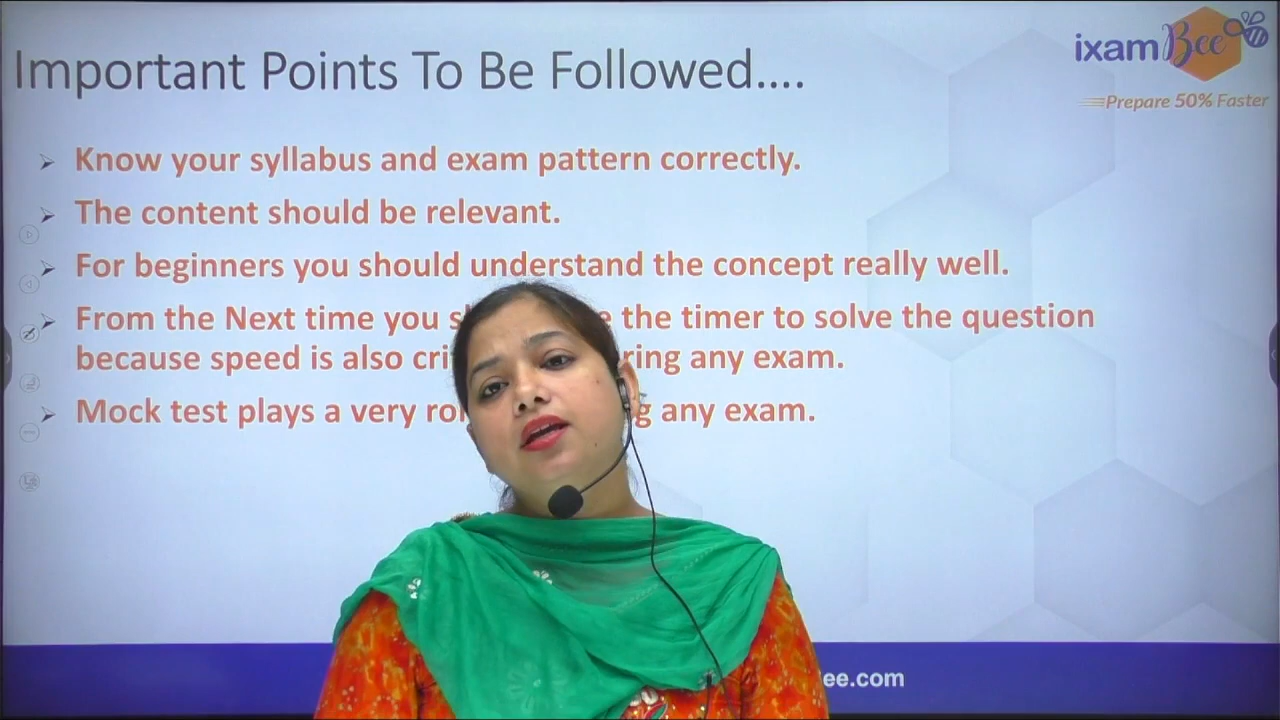 ixamBee
Prepare 50% Faster
Important Points To Be Followed....
Know your syllabus and exam pattern correctly.
The content should be relevant.
For beginners you should understand the concept really well.
From the Next time you the timer to solve the question
because speed is also any exam.
Mock test plays a very any exam.
ee.com